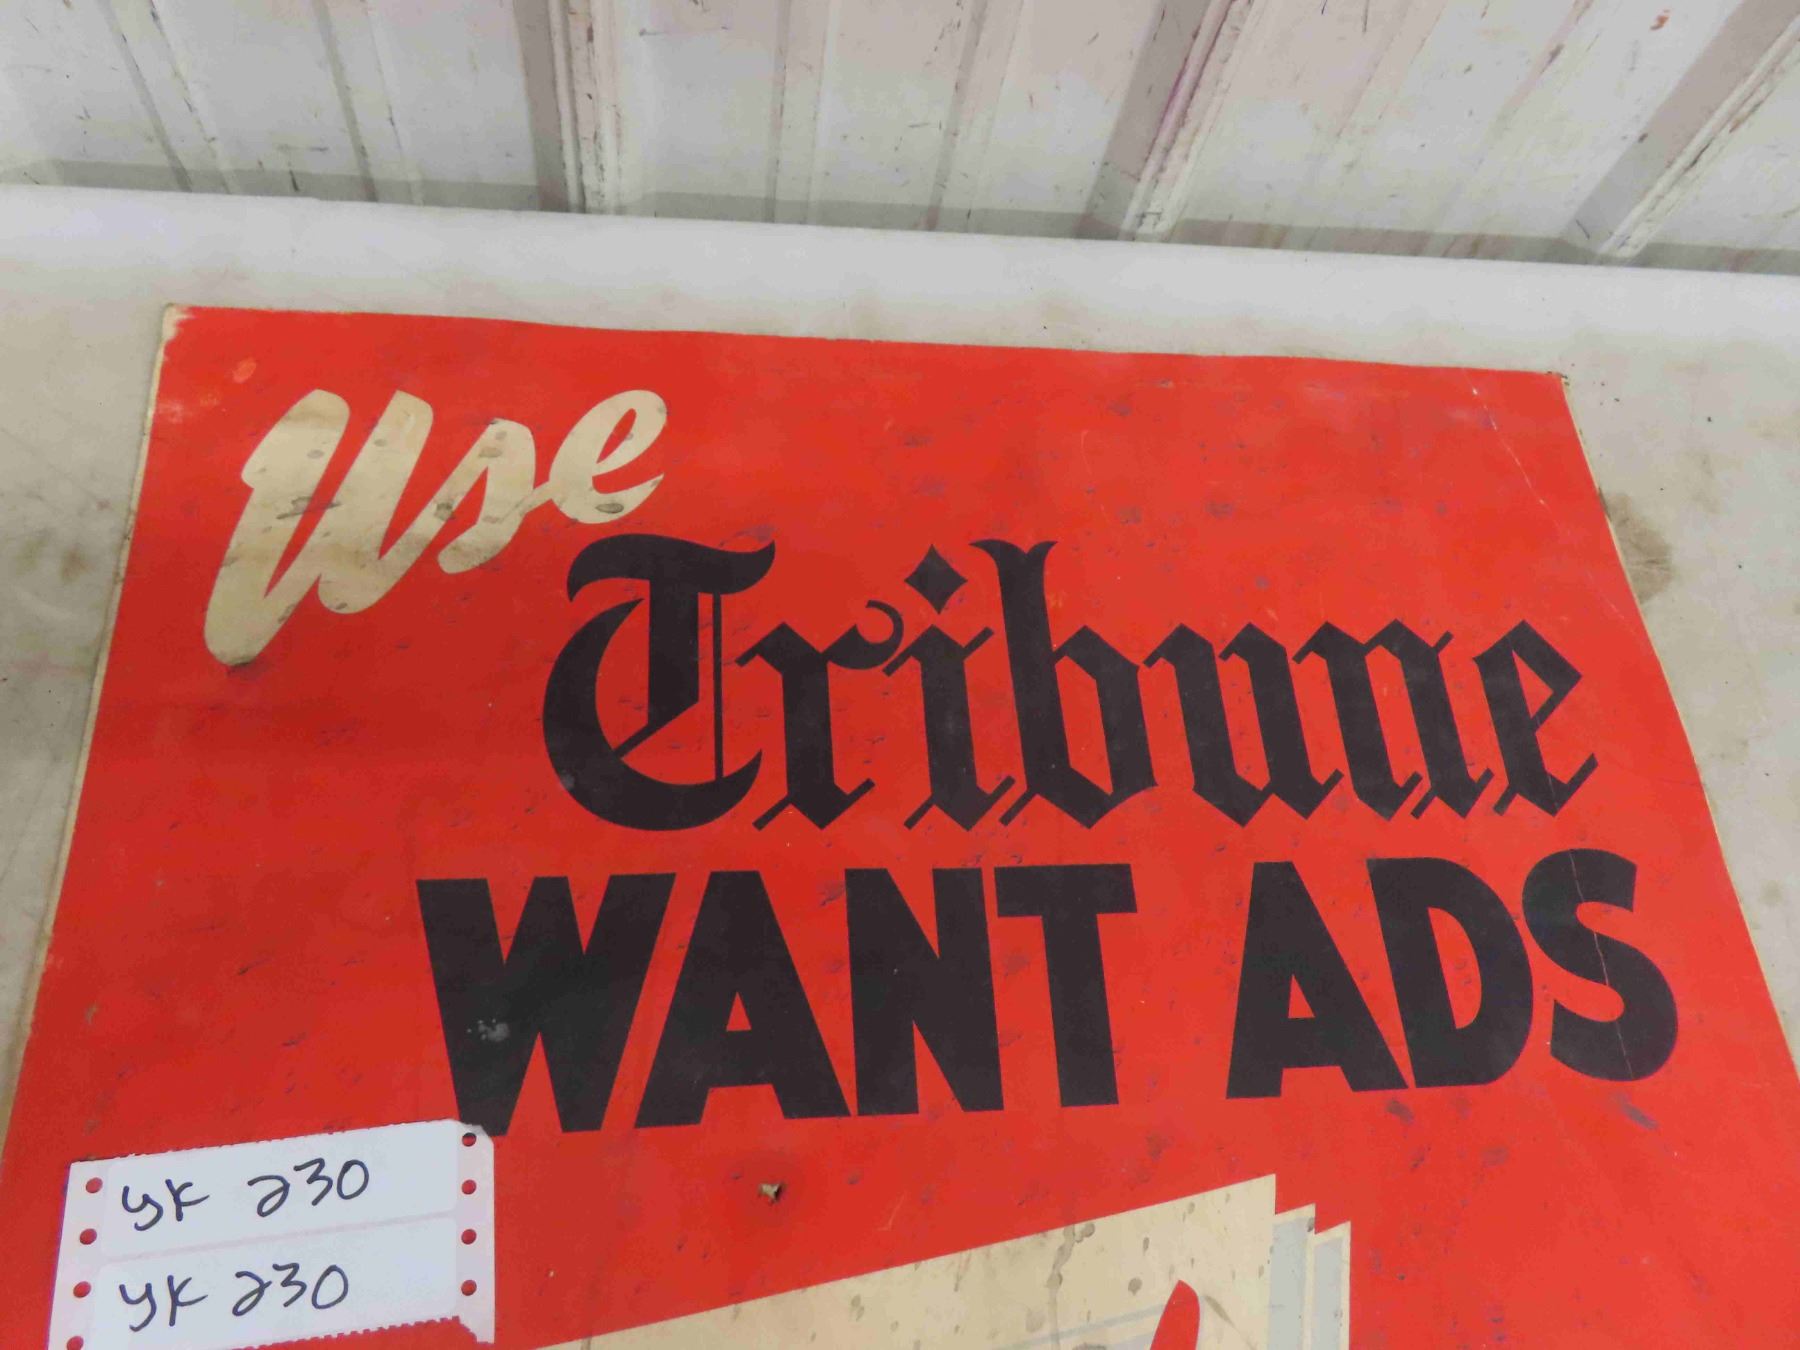 Use
Tribune
WANT ADS
YK 230
YK 230